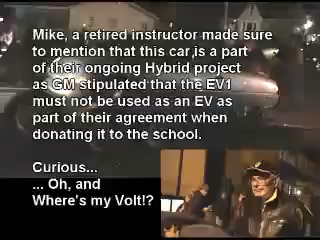 Mike, a retired instructor made sure
to mention that this car is a part
of their ongoing Hybrid project
as GM stipulated that the EV1
must not be used as an EV as
part of their agreement when
donating it to the school.
Curious...
... Oh, and
Where's my Volt!?